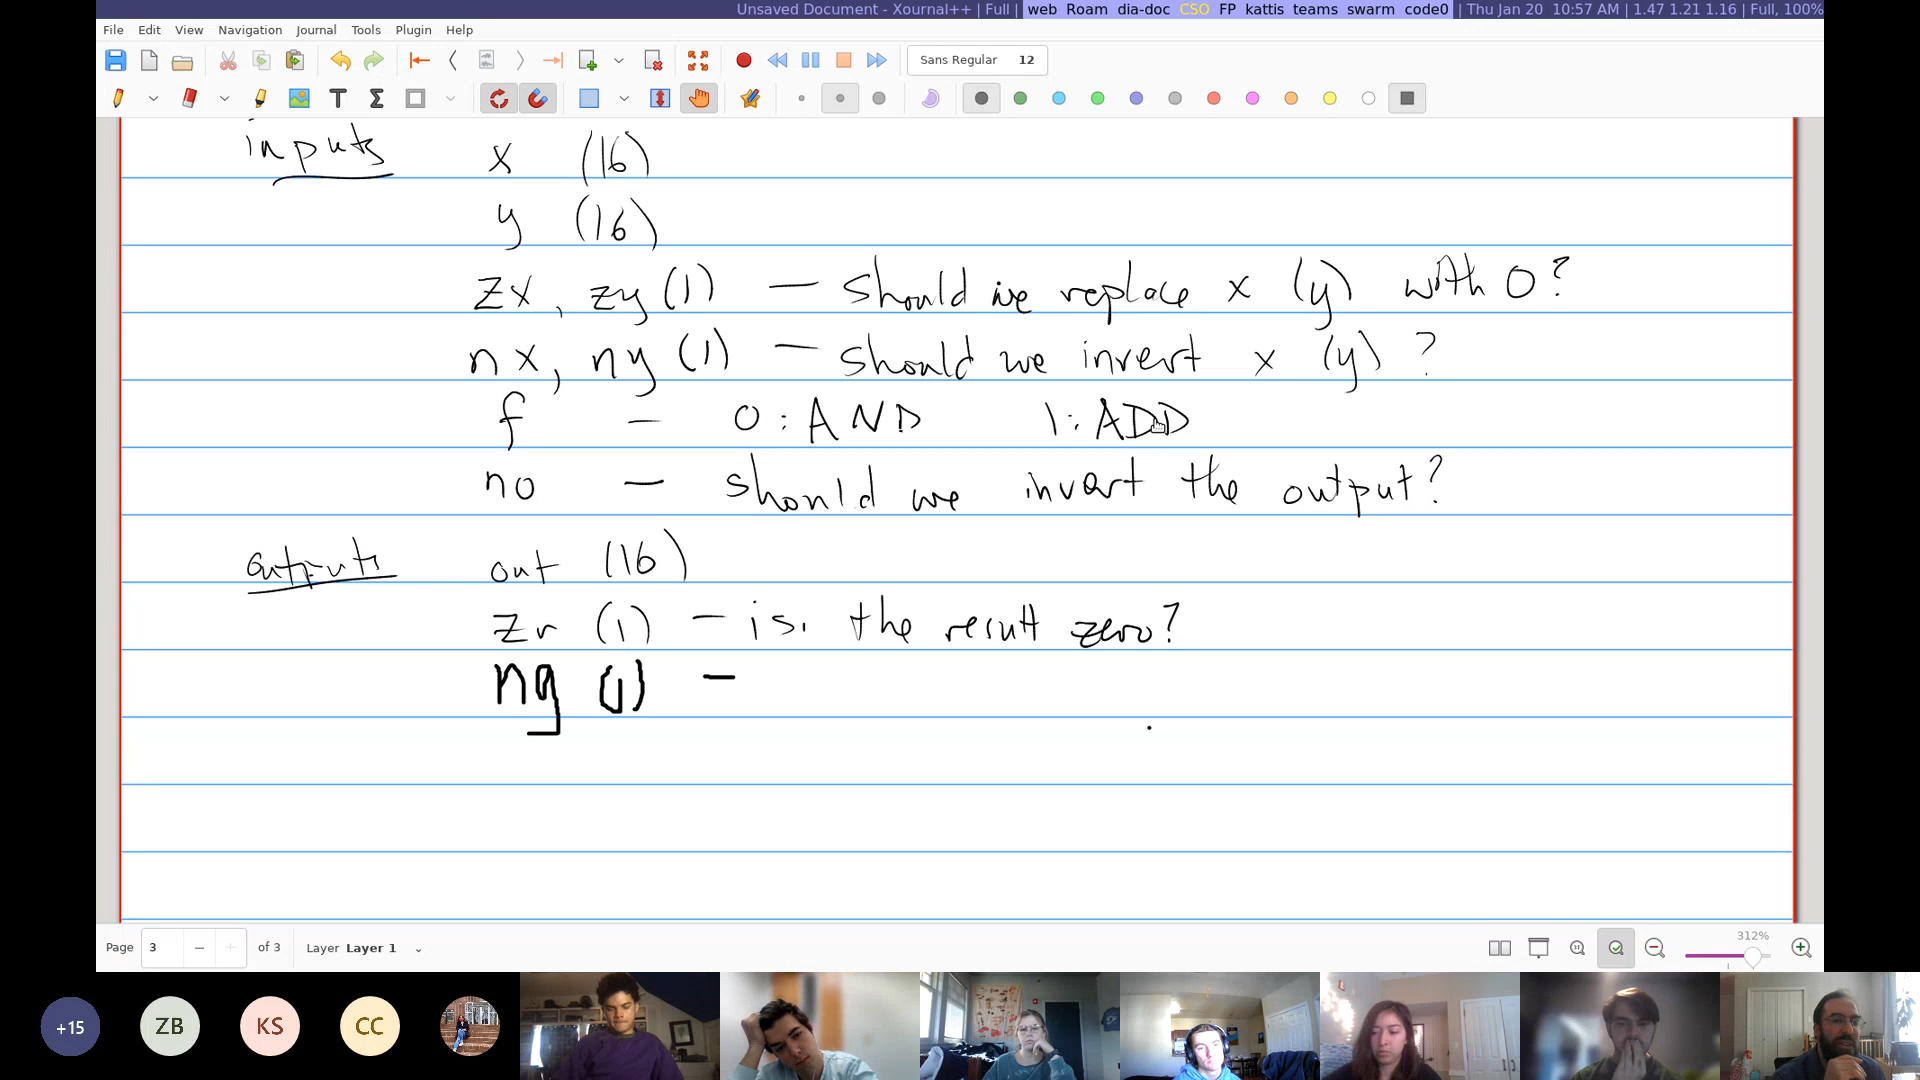 Unsaved Document - Xournal++ | Full | web Roam dia-doc CSO FP kattis teams swarm code0 | Thu Jan 20 10:57 AM | 1.47 1.21 1.16 | Full, 100%
File Edit View Navigation Journal Tools Plugin Help
Sans Regular 12
inputs x (16)
y (16)
zx, zy (1) — should we replace x (y) with 0?
nx, ny (1) — should we invert x (y) ?
f — 0 : AND 1 : ADD
no — should we invert the output?
outputs out (16)
zr (1) — is the result zero?
ng (1) —
Page 3 of 3 Layer Layer 1 312%
+15 ZB KS CC